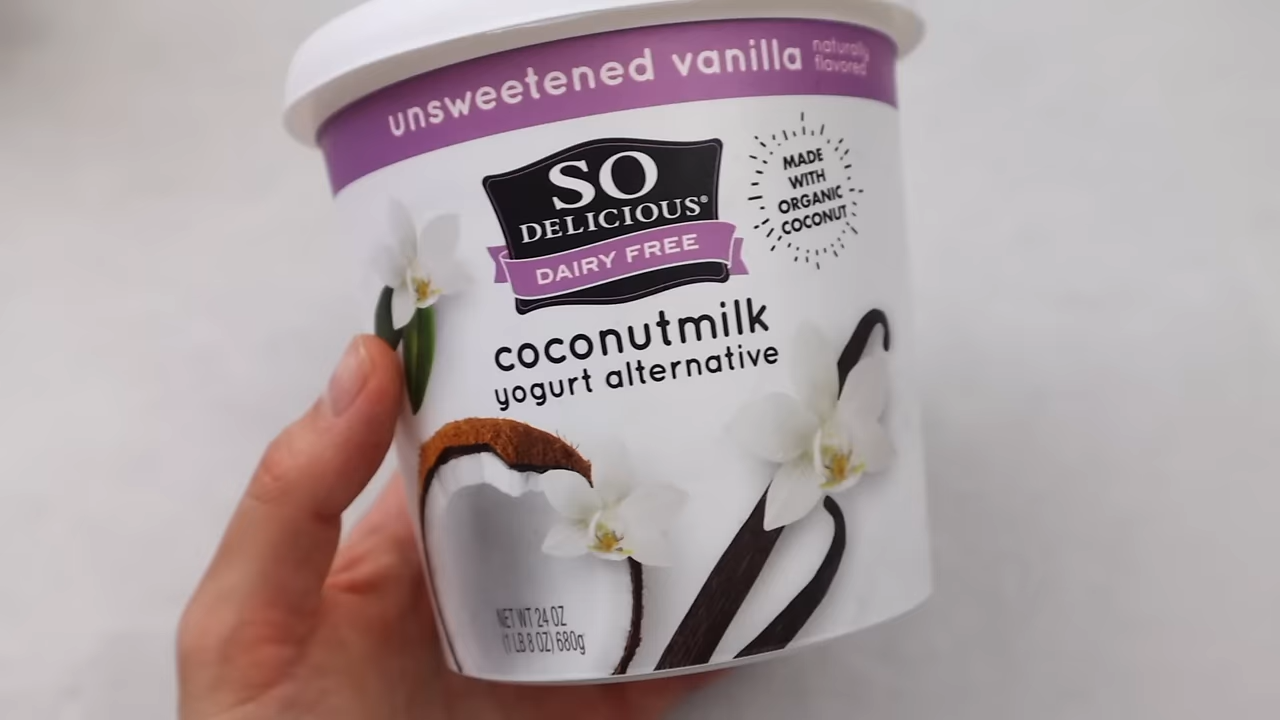 unsweetened vanilla naturally
flavored
SO
DELICIOUS®
DAIRY FREE
MADE
WITH
ORGANIC
COCONUT
coconutmilk
yogurt alternative
NET WT 24 OZ
(1 LB 8 OZ) 680g